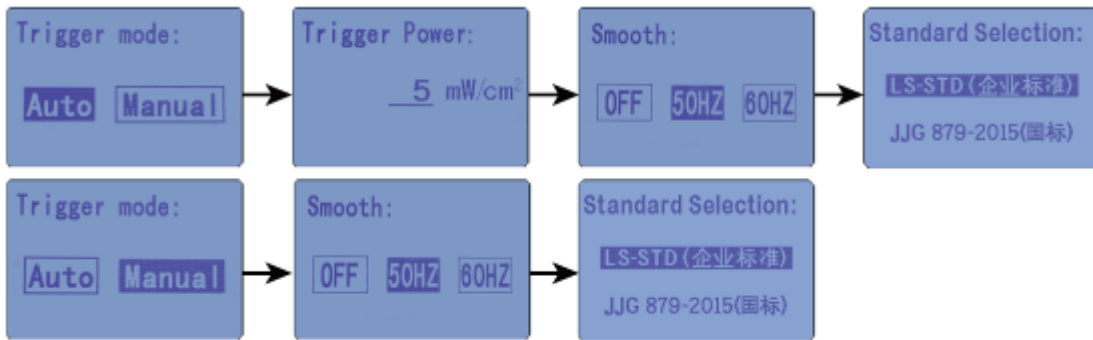 Trigger mode:
Auto Manual
Trigger Power:
5 mW/cm²
Smooth:
OFF 50HZ 60HZ
Standard Selection:
LS-STD(企业标准)
JJG 879-2015(国标)
Trigger mode:
Auto Manual
Smooth:
OFF 50HZ 60HZ
Standard Selection:
LS-STD(企业标准)
JJG 879-2015(国标)